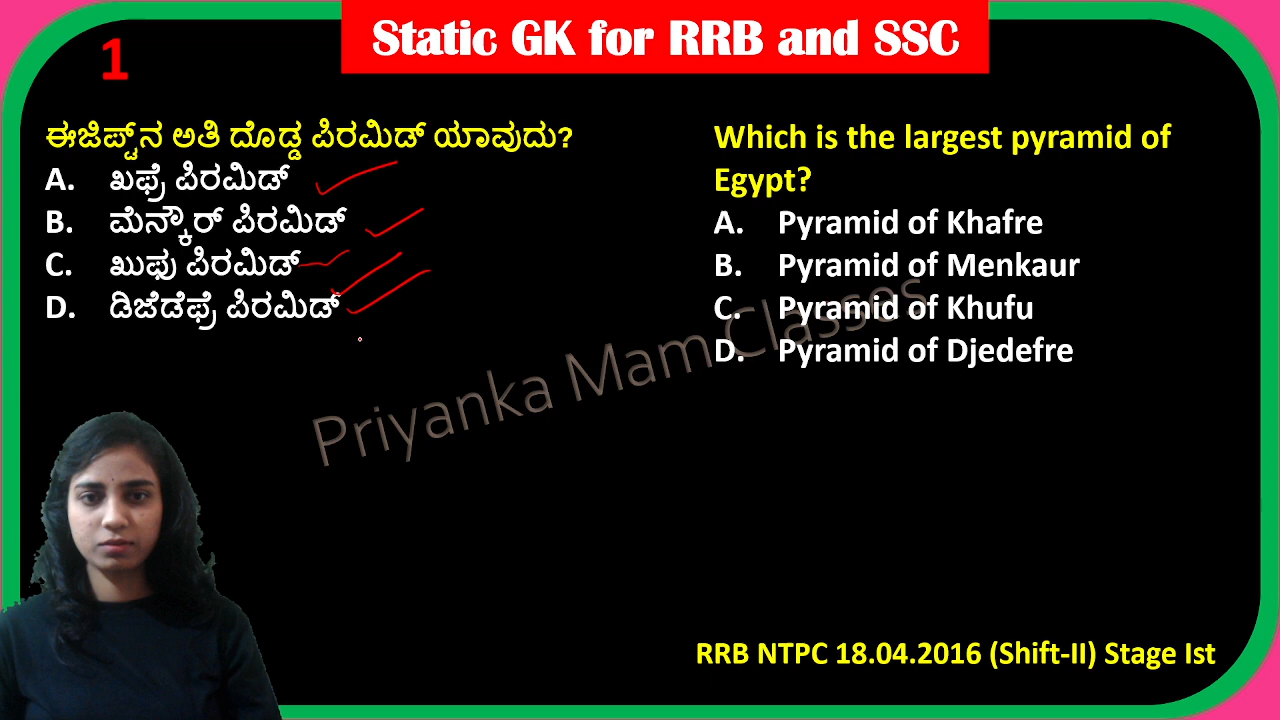 Static GK for RRB and SSC
1
ಈಜಿಪ್ಟ್‌ನ ಅತಿ ದೊಡ್ಡ ಪಿರಮಿಡ್ ಯಾವುದು?
A. ಖಫ್ರೆ ಪಿರಮಿಡ್
B. ಮೆನ್ಕೌರ್ ಪಿರಮಿಡ್
C. ಖುಫು ಪಿರಮಿಡ್
D. ಡಿಜೆಡೆಫ್ರೆ ಪಿರಮಿಡ್
Which is the largest pyramid of
Egypt?
A. Pyramid of Khafre
B. Pyramid of Menkaur
C. Pyramid of Khufu
D. Pyramid of Djedefre
Priyanka Mam Classes
RRB NTPC 18.04.2016 (Shift-II) Stage Ist